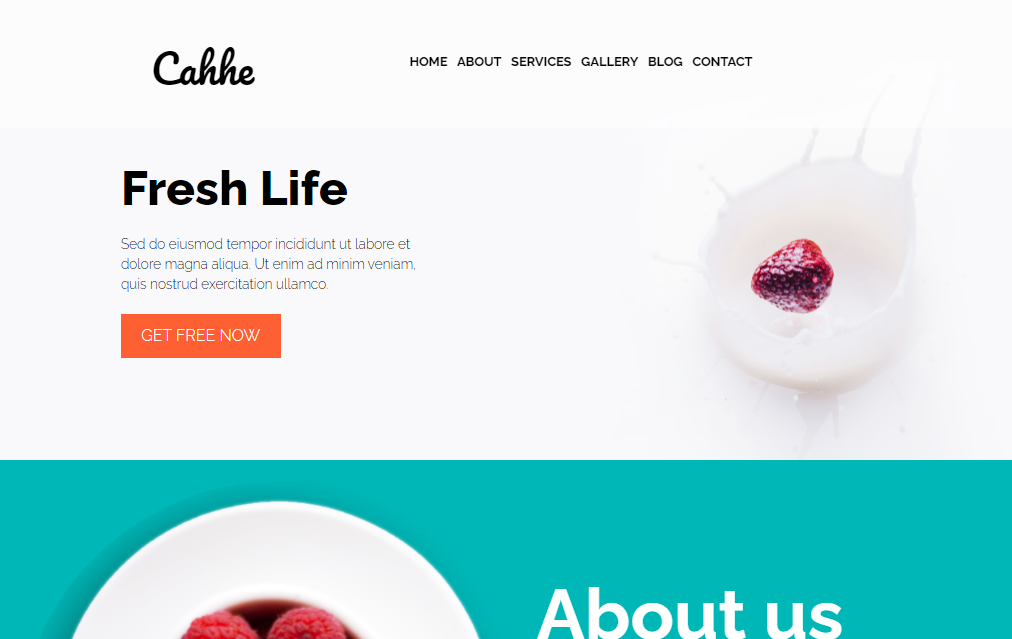 Cahhe
HOME ABOUT SERVICES GALLERY BLOG CONTACT
Fresh Life
Sed do eiusmod tempor incididunt ut labore et
dolore magna aliqua. Ut enim ad minim veniam,
quis nostrud exercitation ullamco.
GET FREE NOW
About us